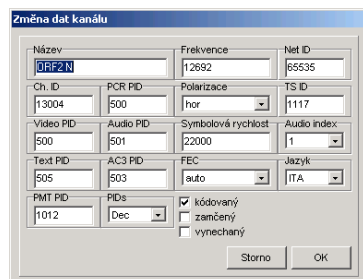 Změna dat kanálu
Název Frekvence Net ID
ORF2 N 12692 65535
Ch. ID PCR PID Polarizace TS ID
13004 500 hor 1117
Video PID Audio PID Symbolová rychlost Audio index
500 501 22000 1
Text PID AC3 PID FEC Jazyk
505 503 auto ITA
PMT PID PIDs kódovaný
1012 Dec zamčený
vynechaný
Storno OK